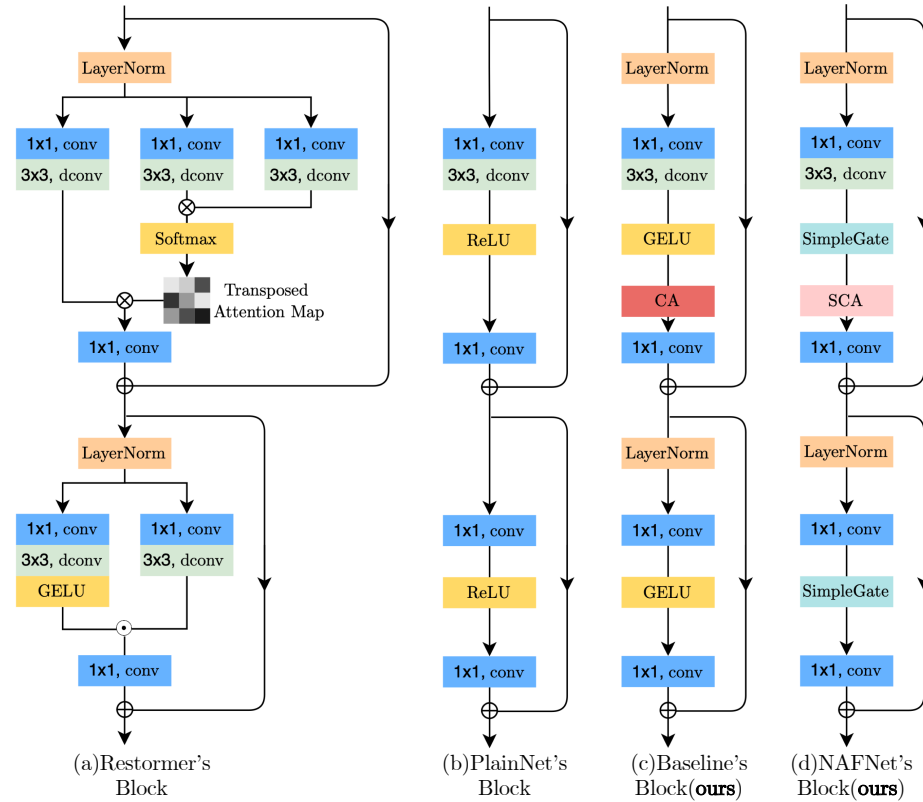 LayerNorm
1x1, conv
3x3, dconv
1x1, conv
3x3, dconv
1x1, conv
3x3, dconv
Softmax
Transposed
Attention Map
1x1, conv
LayerNorm
1x1, conv
3x3, dconv
GELU
1x1, conv
3x3, dconv
1x1, conv
(a)Restormer's
Block
1x1, conv
3x3, dconv
ReLU
1x1, conv
1x1, conv
ReLU
1x1, conv
(b)PlainNet's
Block
LayerNorm
1x1, conv
3x3, dconv
GELU
CA
1x1, conv
LayerNorm
1x1, conv
GELU
1x1, conv
(c)Baseline's
Block(ours)
LayerNorm
1x1, conv
3x3, dconv
SimpleGate
SCA
1x1, conv
LayerNorm
1x1, conv
SimpleGate
1x1, conv
(d)NAFNet's
Block(ours)